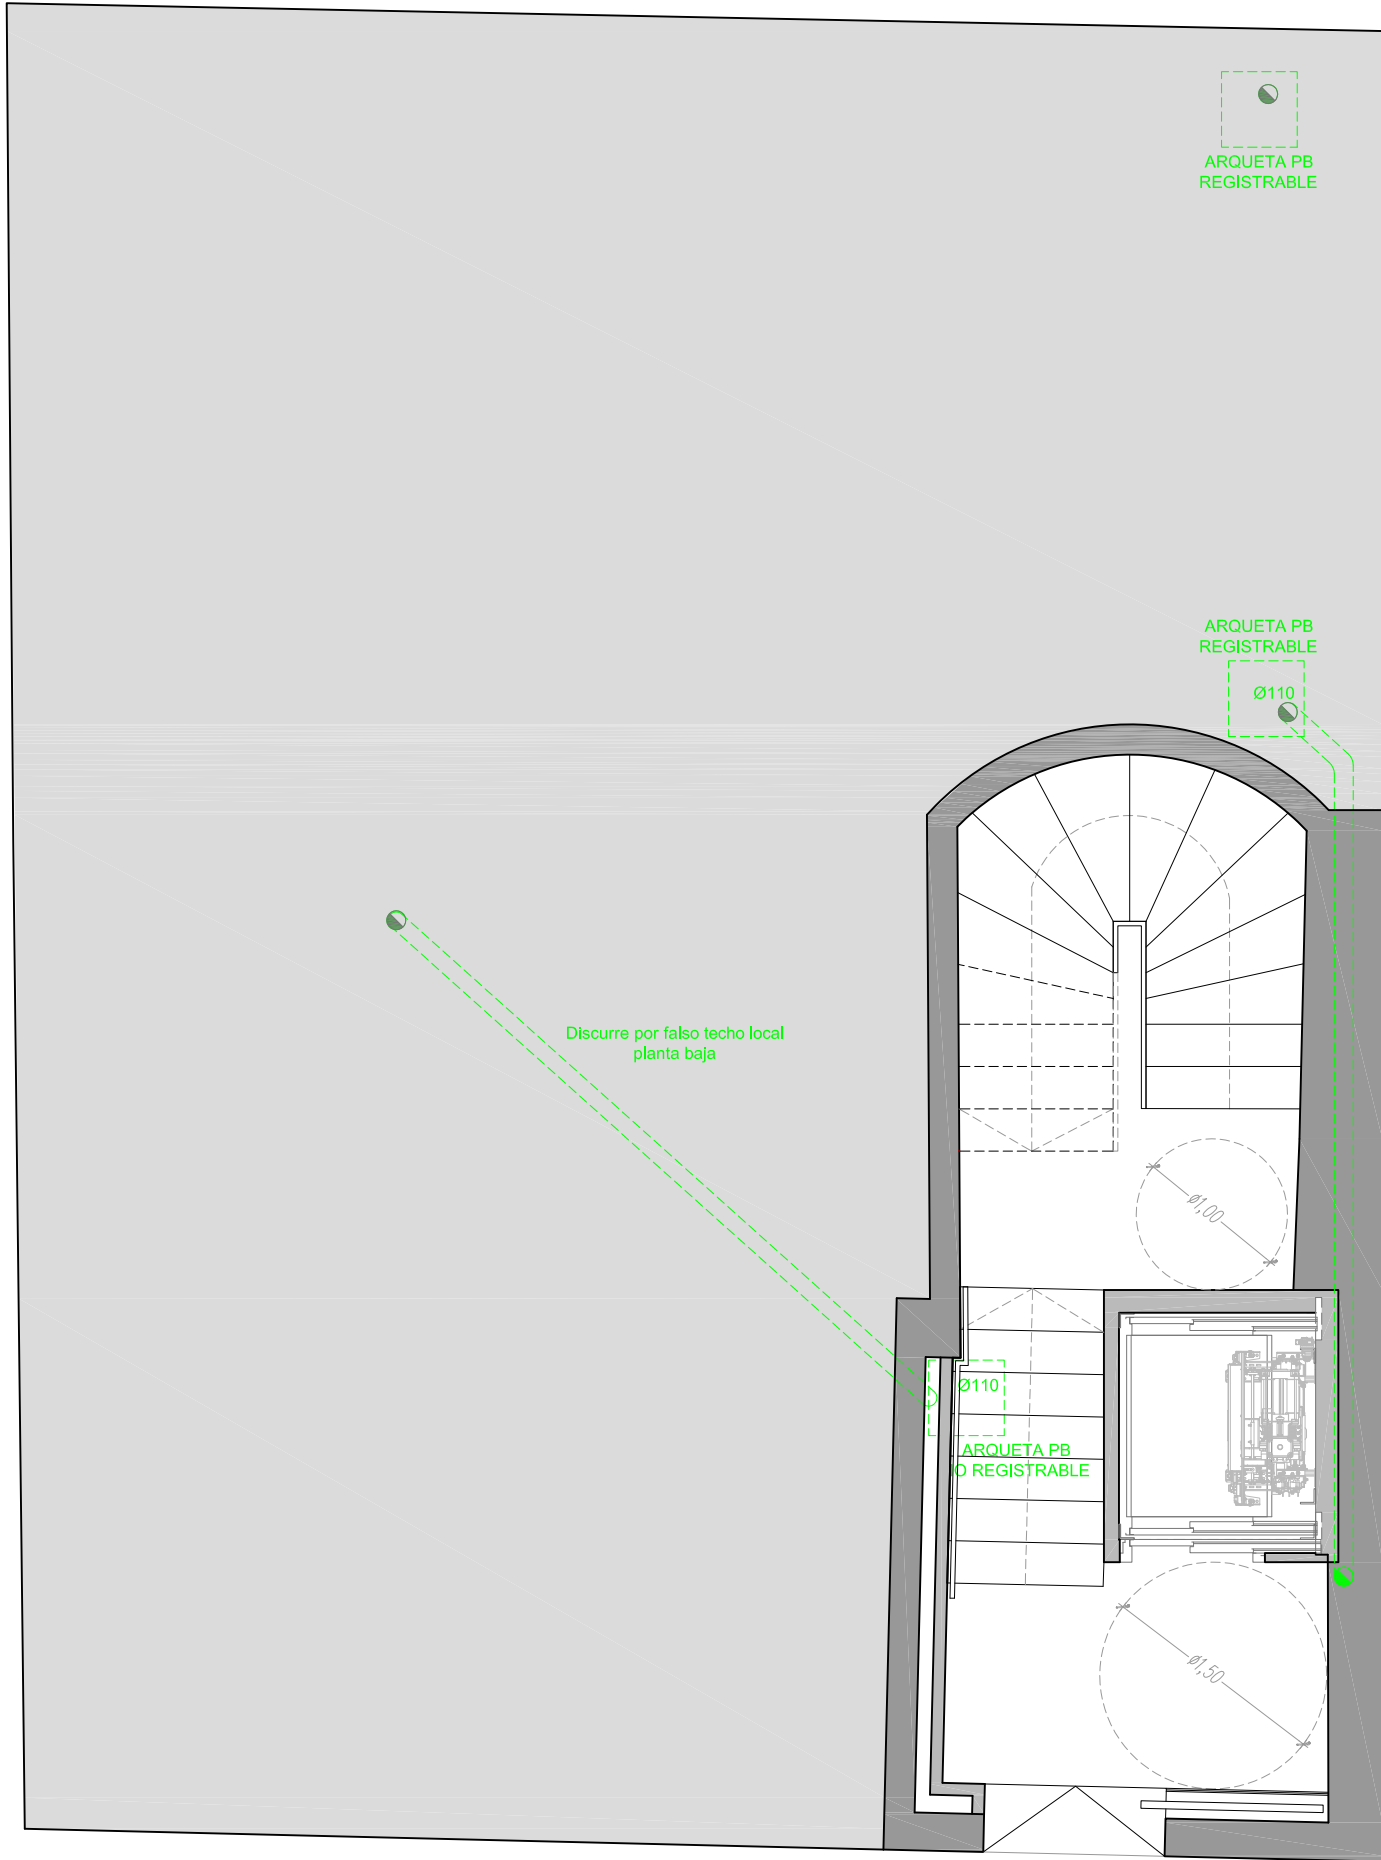 ARQUETA PB
REGISTRABLE
ARQUETA PB
REGISTRABLE
Ø110
Discurre por falso techo local
planta baja
Ø1,00
Ø110
ARQUETA PB
O REGISTRABLE
Ø1,50